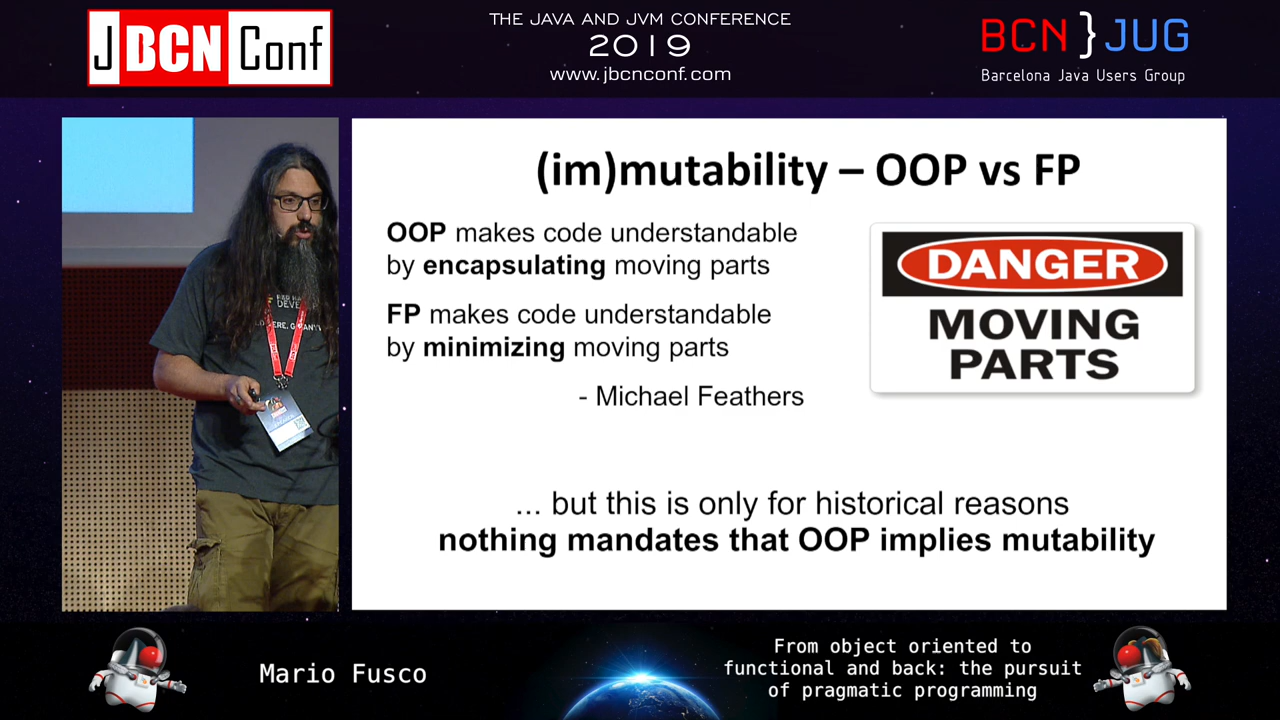 J BCN Conf
THE JAVA AND JVM CONFERENCE
2019
www.jbcnconf.com
BCN } JUG
Barcelona Java Users Group
(im)mutability – OOP vs FP
OOP makes code understandable
by encapsulating moving parts
FP makes code understandable
by minimizing moving parts
- Michael Feathers
DANGER
MOVING
PARTS
... but this is only for historical reasons
nothing mandates that OOP implies mutability
Mario Fusco
From object oriented to
functional and back: the pursuit
of pragmatic programming